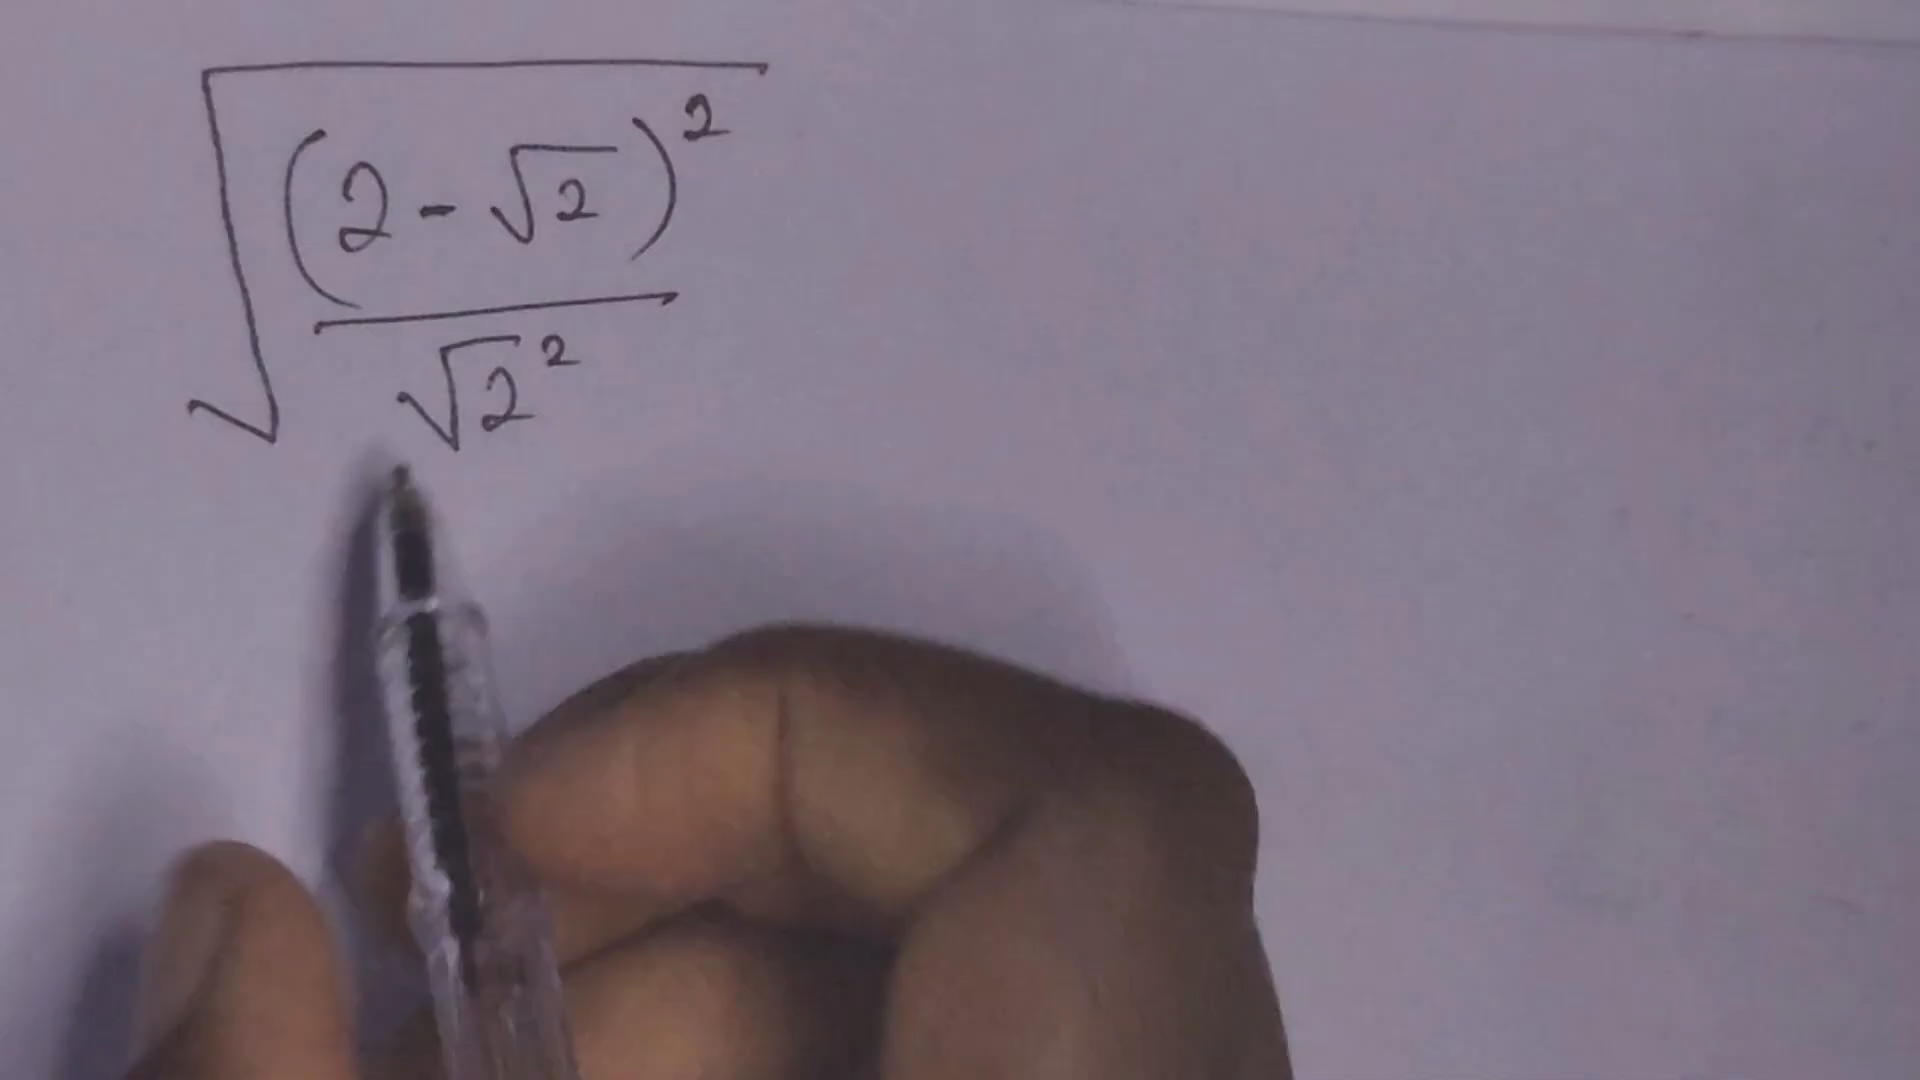 √((2 - √2)²
/ √2²)